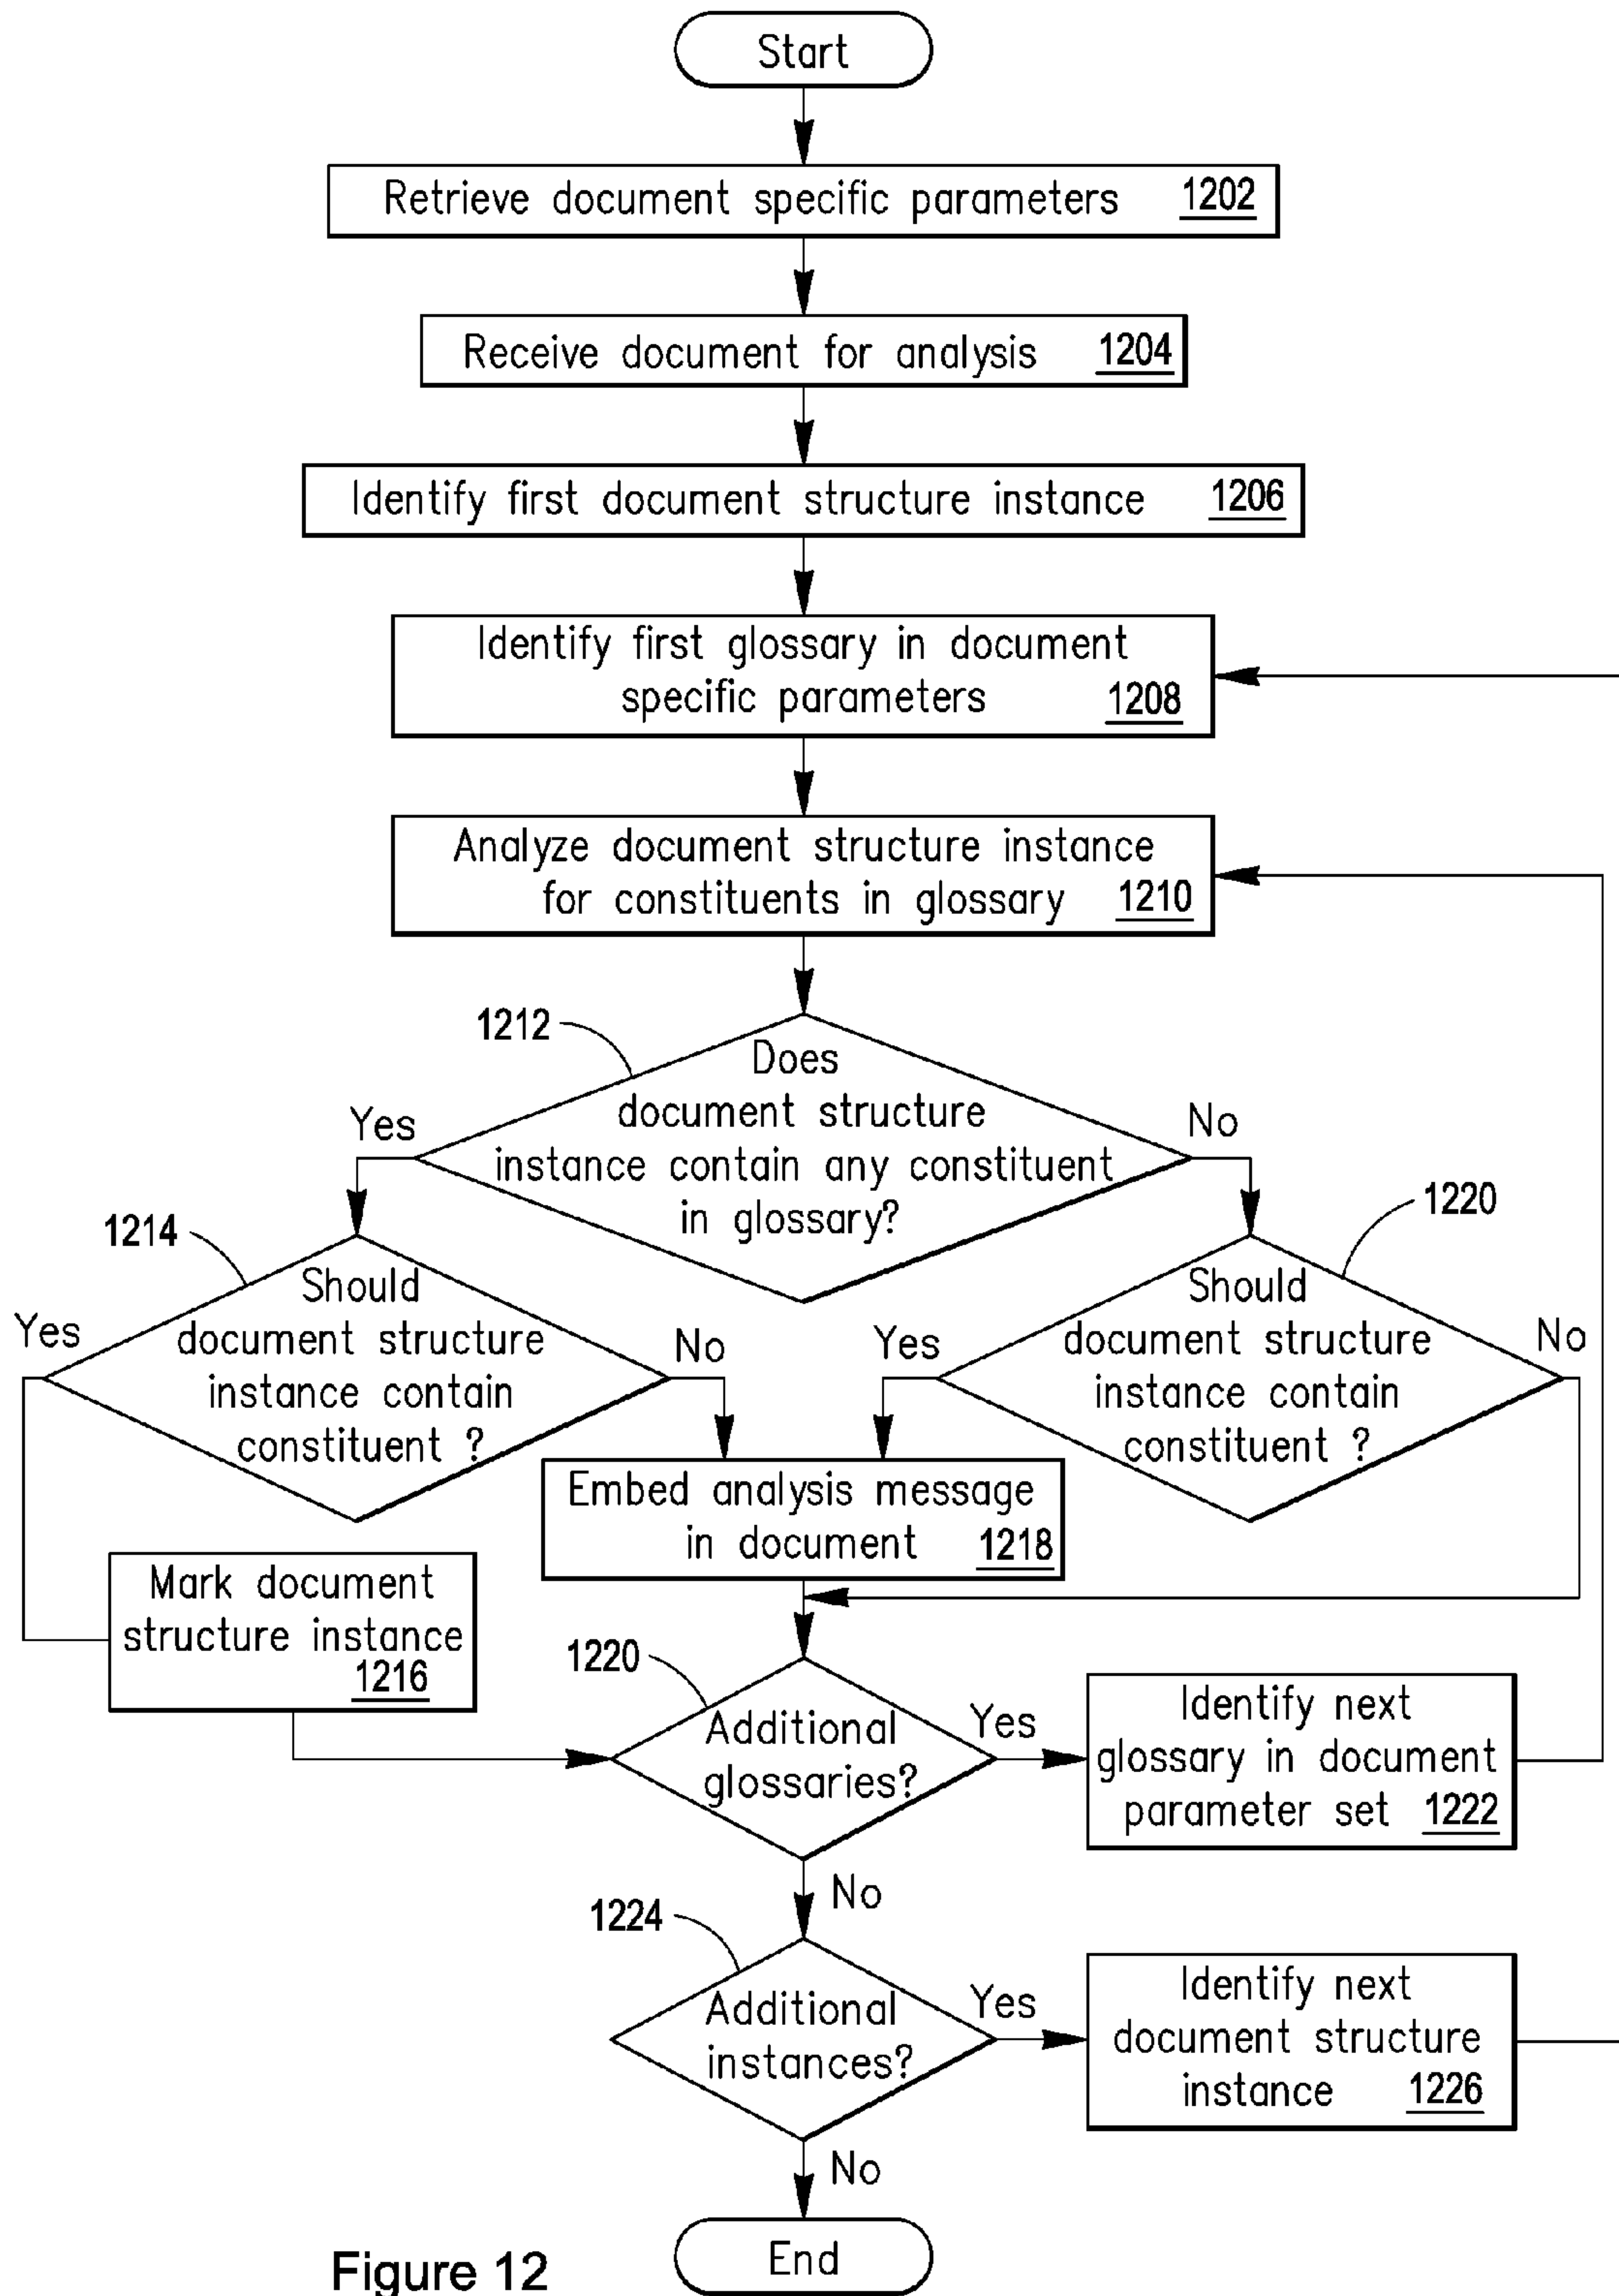 Start
Retrieve document specific parameters 1202
Receive document for analysis 1204
Identify first document structure instance 1206
Identify first glossary in document
specific parameters 1208
Analyze document structure instance
for constituents in glossary 1210
1212
Does
document structure
instance contain any constituent
in glossary?
Yes
No
1214
Should
document structure
instance contain
constituent ?
Yes
No
1220
Should
document structure
instance contain
constituent ?
Yes
No
Embed analysis message
in document 1218
Mark document
structure instance
1216
1220
Additional
glossaries?
Yes
Identify next
glossary in document
parameter set 1222
No
1224
Additional
instances?
Yes
Identify next
document structure
instance 1226
No
End
Figure 12